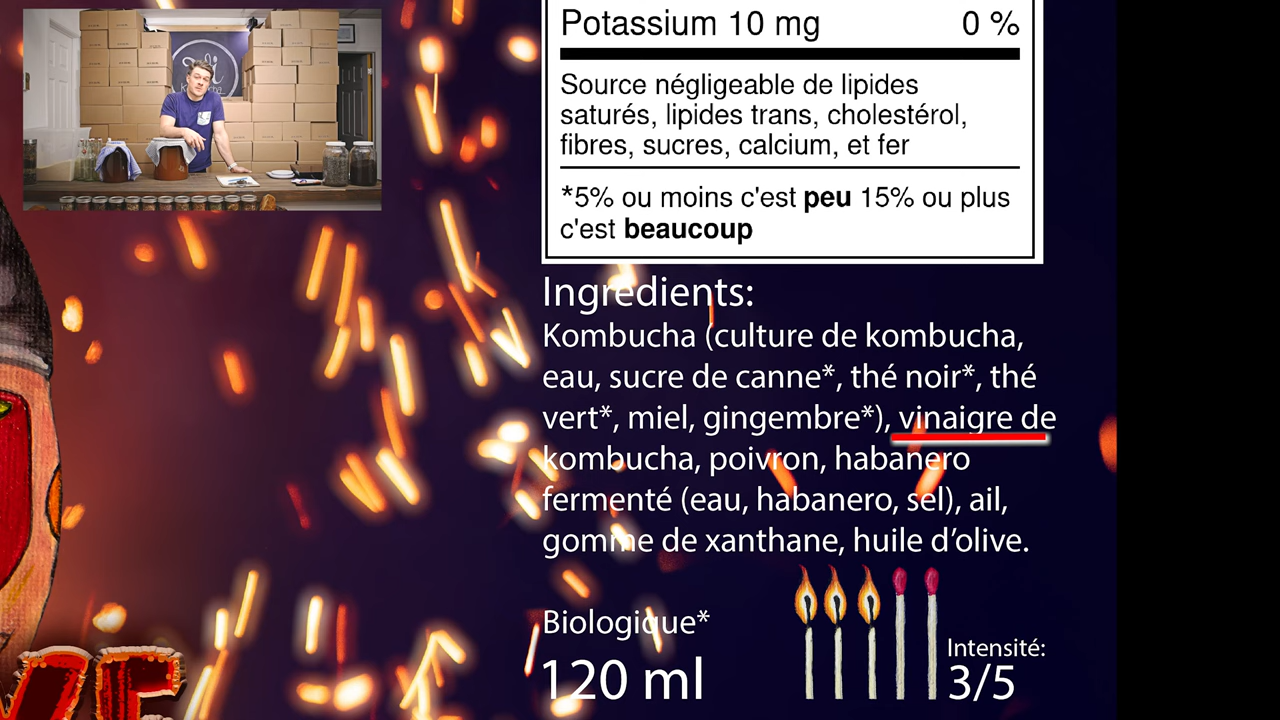 Potassium 10 mg 0 %
Source négligeable de lipides
saturés, lipides trans, cholestérol,
fibres, sucres, calcium, et fer
*5% ou moins c'est peu 15% ou plus
c'est beaucoup
Ingrédients:
Kombucha (culture de kombucha,
eau, sucre de canne*, thé noir*, thé
vert*, miel, gingembre*), vinaigre de
kombucha, poivron, habanero
fermenté (eau, habanero, sel), ail,
gomme de xanthane, huile d’olive.
Biologique*
120 ml
Intensité:
3/5